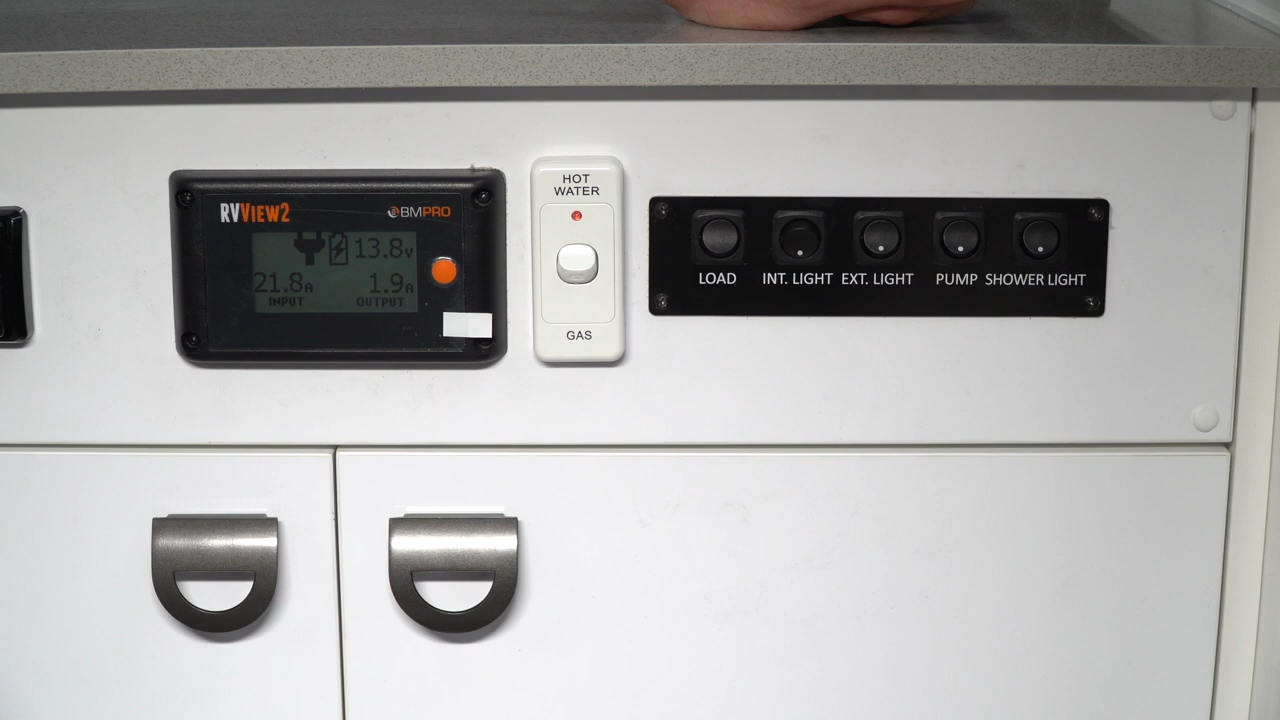 RVVIEW2
BMPRO
13.8V
21.8A
1.9A
INPUT
OUTPUT
HOT
WATER
GAS
LOAD
INT. LIGHT
EXT. LIGHT
PUMP
SHOWER LIGHT